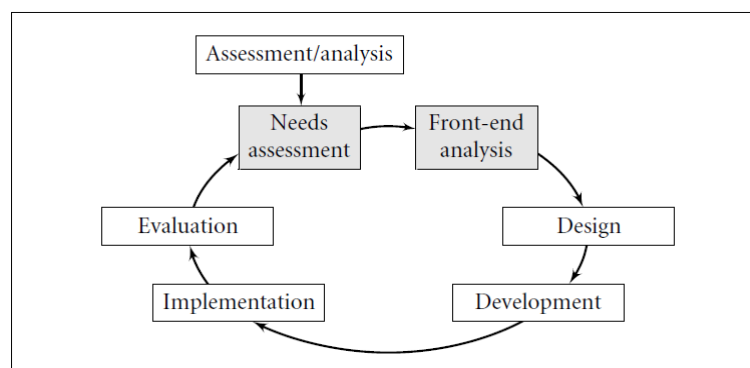 Assessment/analysis
Needs
assessment
Front-end
analysis
Evaluation
Design
Implementation
Development